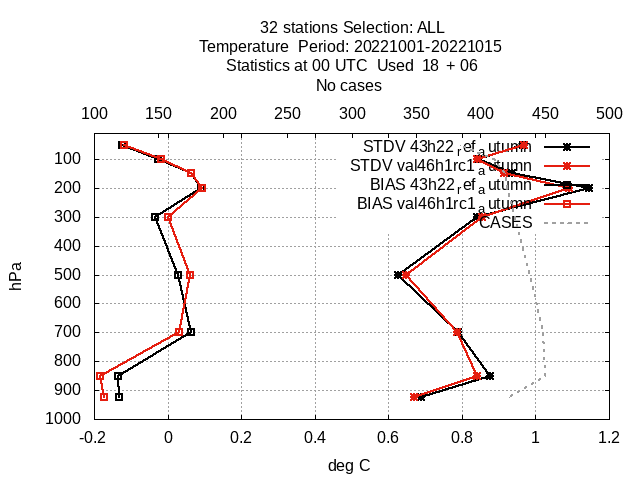 32 stations Selection: ALL
Temperature Period: 20221001-20221015
Statistics at 00 UTC Used 18 + 06
No cases
100 150 200 250 300 350 400 450 500
STDV 43h22_ref_autumn
STDV val46h1rc1_autumn
BIAS 43h22_ref_autumn
BIAS val46h1rc1_autumn
CASES
100
200
300
400
500
600
700
800
900
1000
hPa
-0.2 0 0.2 0.4 0.6 0.8 1 1.2
deg C